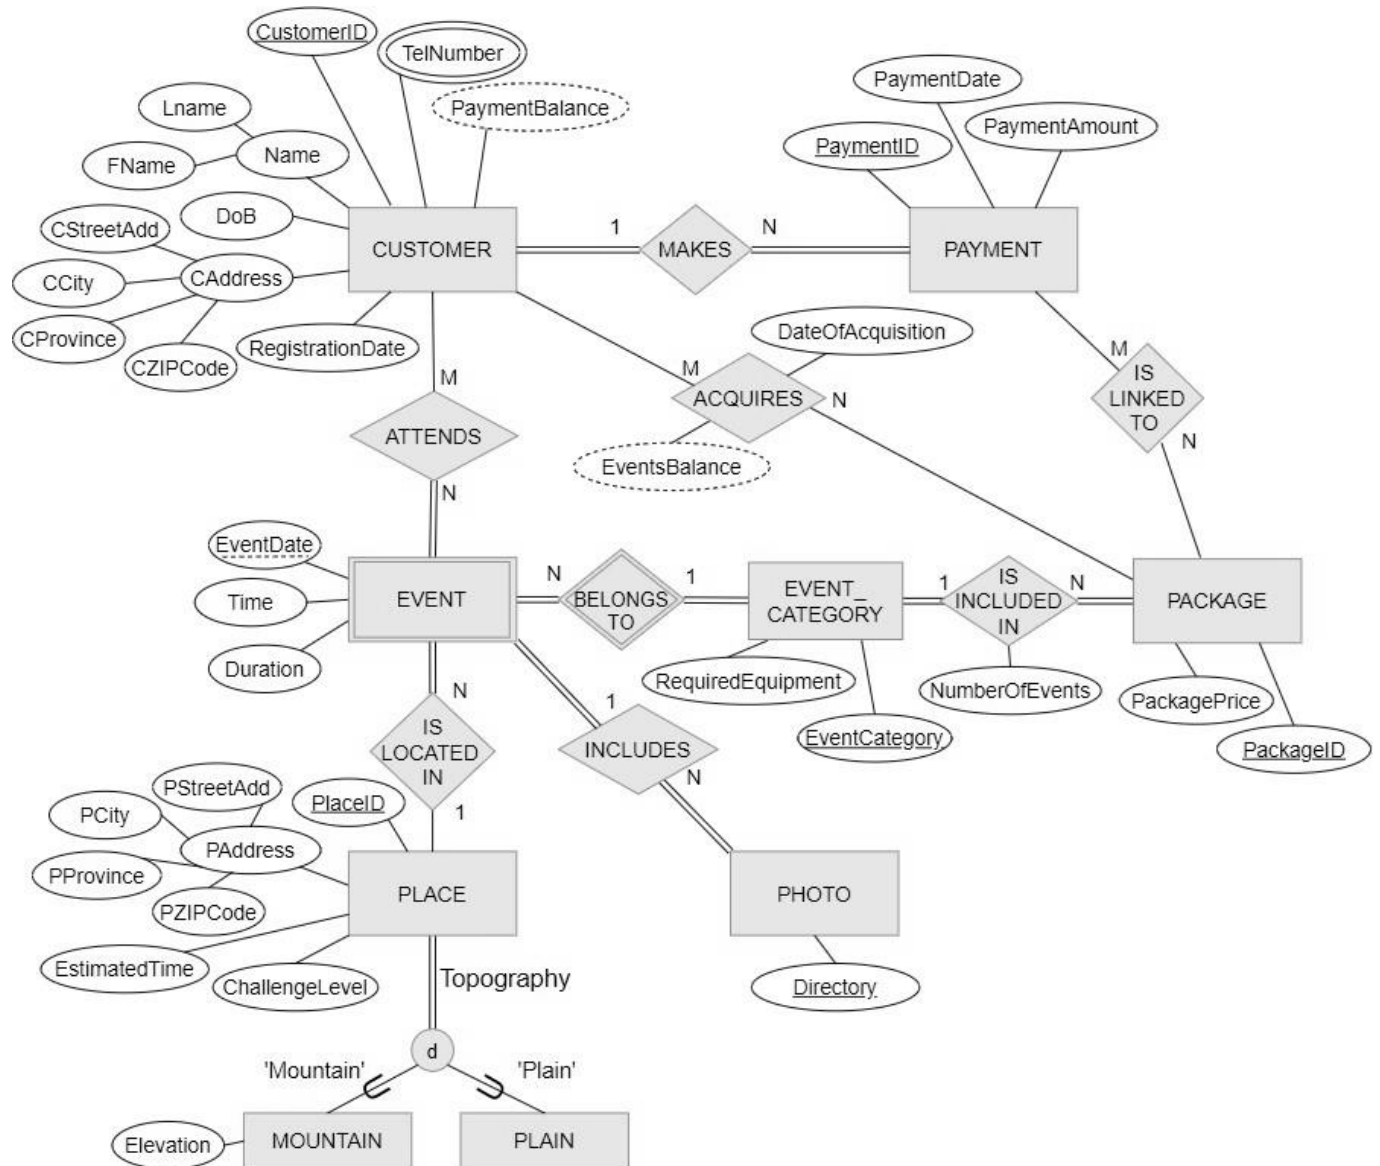 CustomerID
TelNumber
PaymentBalance
Lname
FName
Name
DoB
CStreetAdd
CCity
CAddress
CProvince
CZIPCode
RegistrationDate
CUSTOMER
1
MAKES
N
PaymentDate
PaymentID
PaymentAmount
PAYMENT
DateOfAcquisition
M
ACQUIRES
N
EventsBalance
M
IS
LINKED
TO
N
M
ATTENDS
N
EventDate
Time
Duration
EVENT
N
BELONGS
TO
1
EVENT_
CATEGORY
RequiredEquipment
EventCategory
1
IS
INCLUDED
IN
N
NumberOfEvents
PACKAGE
PackagePrice
PackageID
N
IS
LOCATED
IN
1
1
INCLUDES
N
PStreetAdd
PCity
PAddress
PProvince
PZIPCode
PlaceID
PLACE
EstimatedTime
ChallengeLevel
PHOTO
Directory
Topography
d
'Mountain'
'Plain'
Elevation
MOUNTAIN
PLAIN